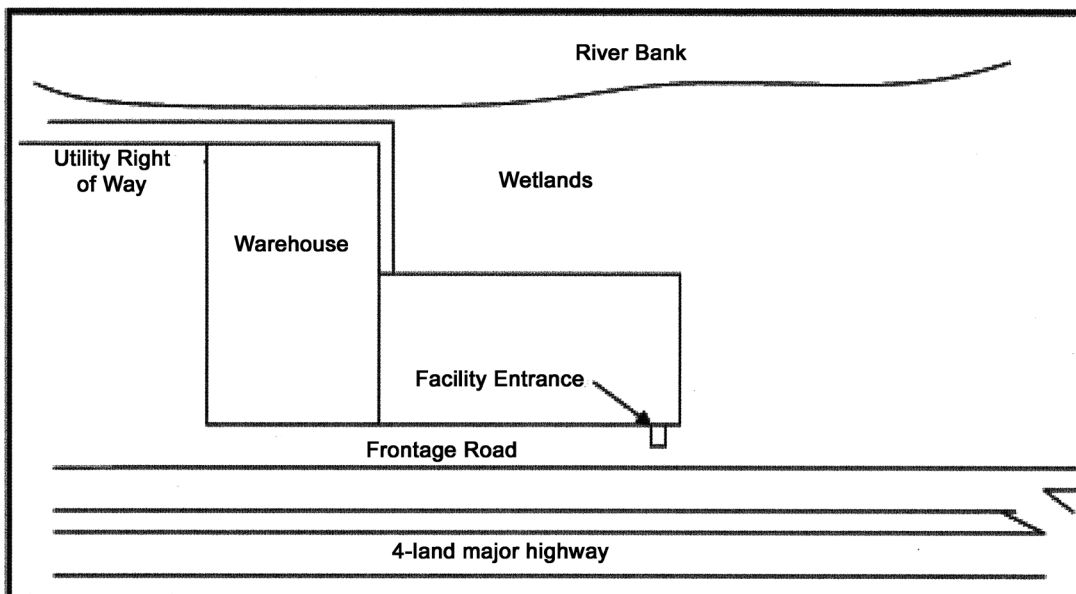 River Bank
Utility Right
of Way
Wetlands
Warehouse
Facility Entrance
Frontage Road
4-land major highway